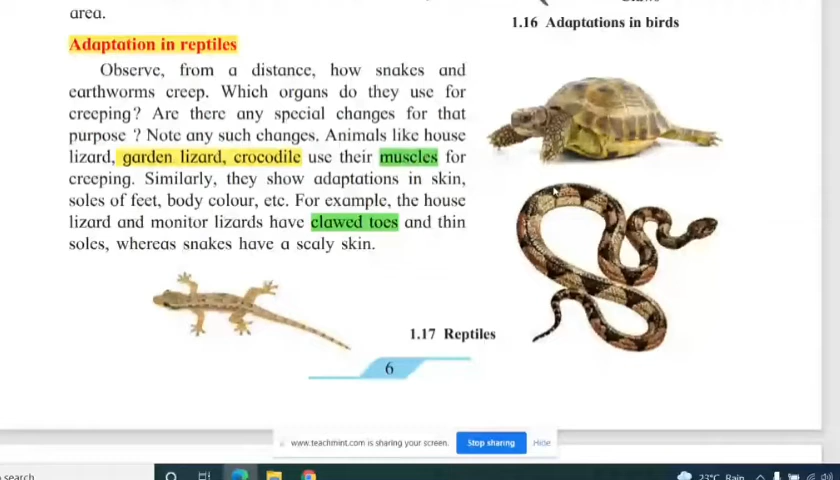 area.
1.16 Adaptations in birds
Adaptation in reptiles
Observe, from a distance, how snakes and
earthworms creep. Which organs do they use for
creeping? Are there any special changes for that
purpose ? Note any such changes. Animals like house
lizard, garden lizard, crocodile use their muscles for
creeping. Similarly, they show adaptations in skin,
soles of feet, body colour, etc. For example, the house
lizard and monitor lizards have clawed toes and thin
soles, whereas snakes have a scaly skin.
1.17 Reptiles
6
www.teachmint.com is sharing your screen.
Stop sharing
Hide
search
23°C Rain